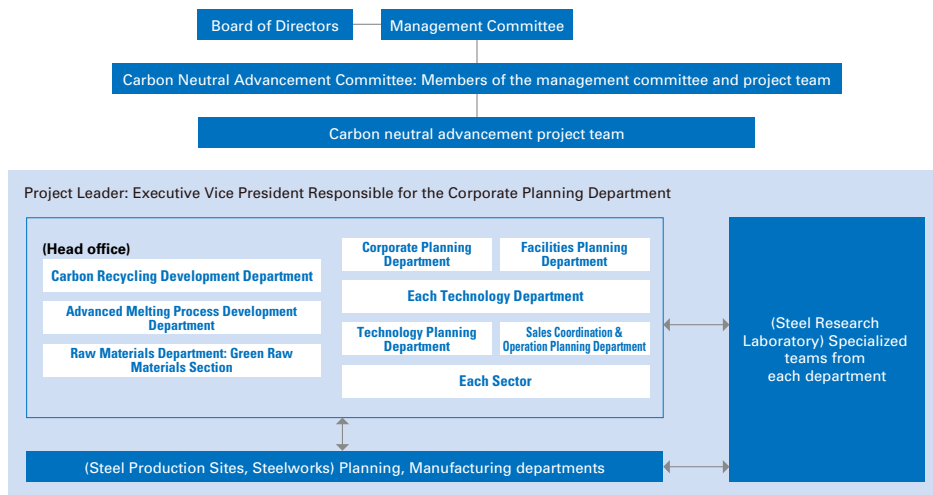 Board of Directors
Management Committee
Carbon Neutral Advancement Committee: Members of the management committee and project team
Carbon neutral advancement project team
Project Leader: Executive Vice President Responsible for the Corporate Planning Department
(Head office)
Carbon Recycling Development Department
Advanced Melting Process Development
Department
Raw Materials Department: Green Raw
Materials Section
Corporate Planning
Department
Facilities Planning
Department
Each Technology Department
Technology Planning
Department
Sales Coordination &
Operation Planning Department
Each Sector
(Steel Research
Laboratory) Specialized
teams from
each department
(Steel Production Sites, Steelworks) Planning, Manufacturing departments